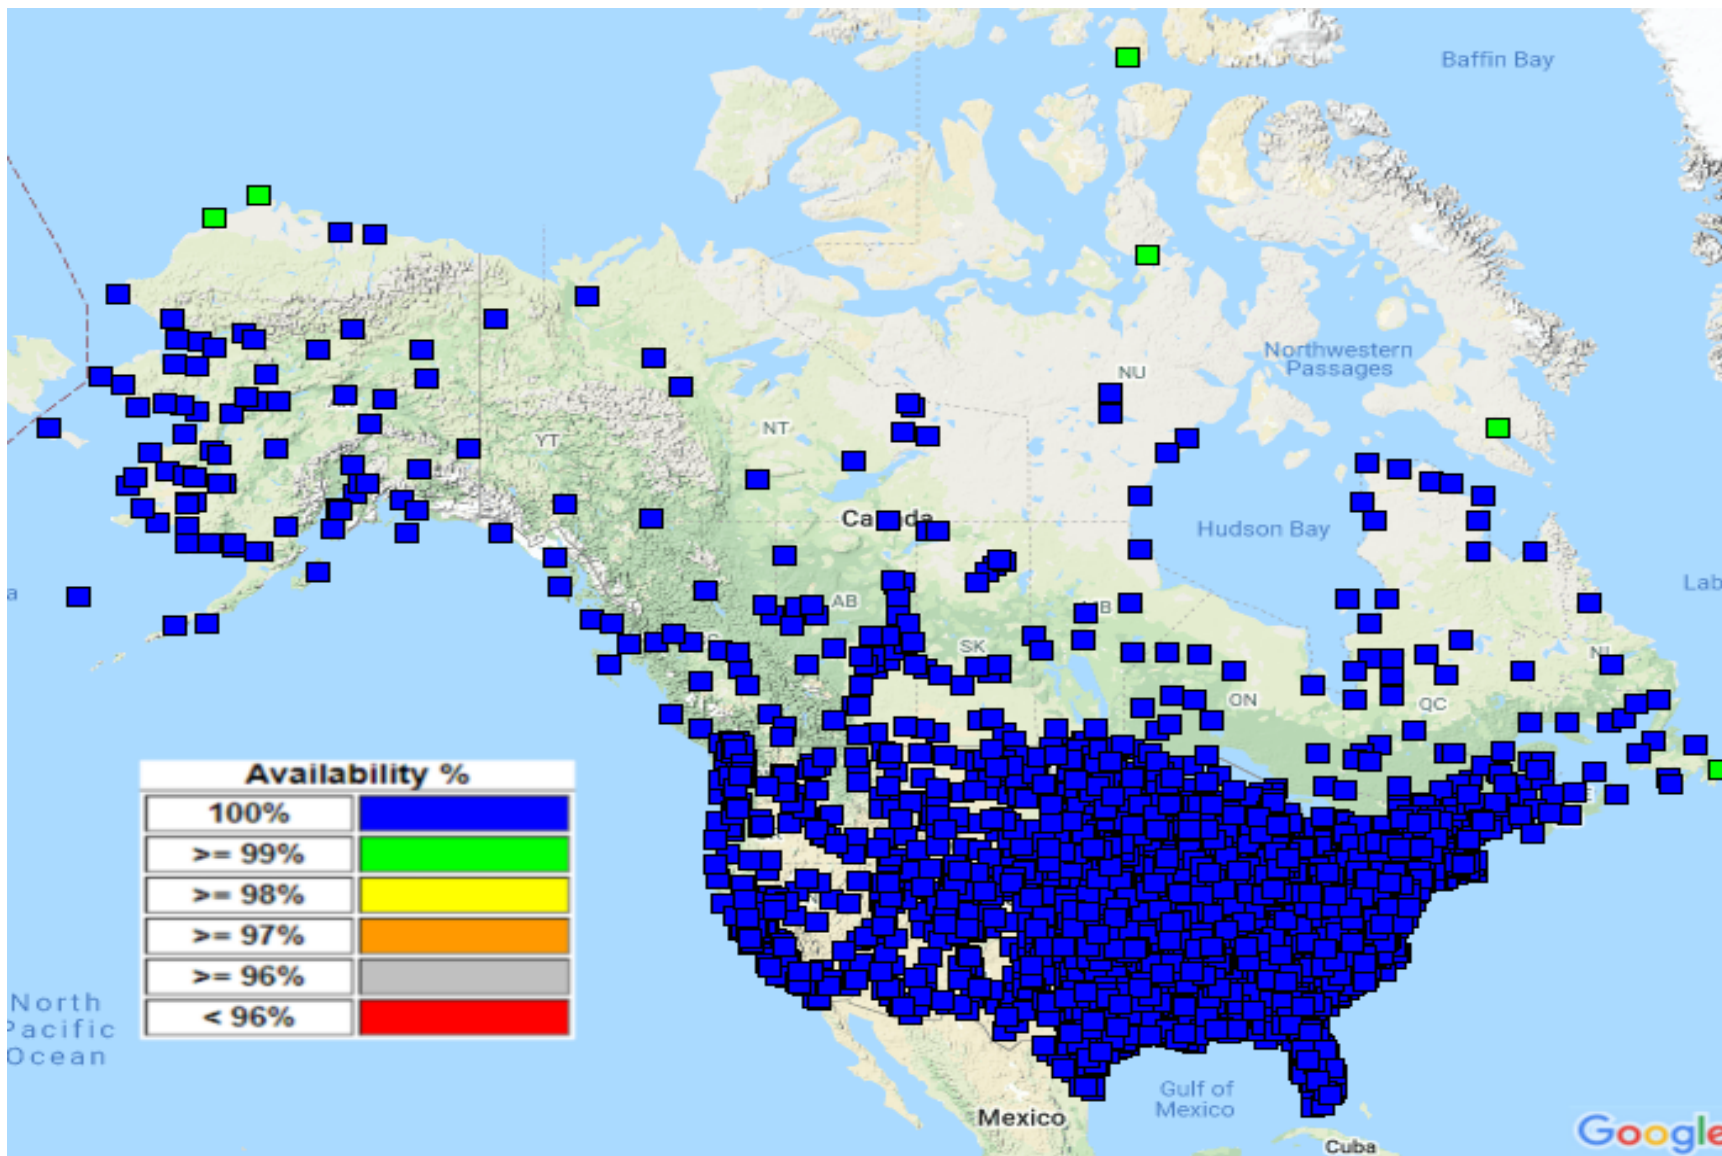 Baffin Bay
Northwestern
Passages
NU
NT
YT
Canada
Hudson Bay
Lab
a
AB
MB
SK
NL
ON
QC
Availability %
100%
>= 99%
>= 98%
>= 97%
>= 96%
< 96%
North
Pacific
Ocean
Gulf of
Mexico
Mexico
Cuba
Google